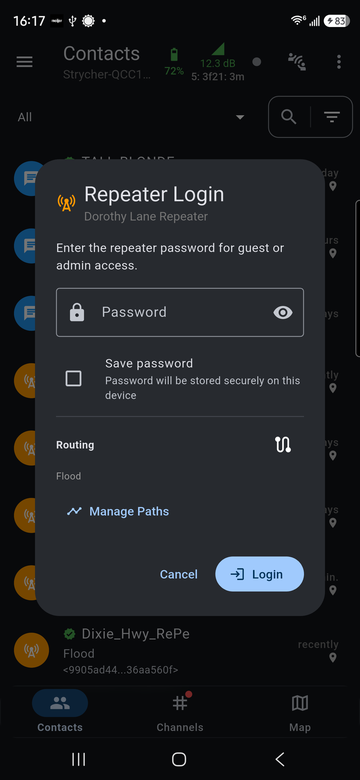 16:17
83
Contacts
Strycher-QCC1...
72%
12.3 dB
5: 3f21: 3m
All
TALL_BLONDE
Repeater Login
Dorothy Lane Repeater
Enter the repeater password for guest or
admin access.
Password
Save password
Password will be stored securely on this
device
Routing
Flood
Manage Paths
Cancel
Login
Dixie_Hwy_RePe
recently
Flood
<9905ad44...36aa560f>
Contacts
Channels
Map